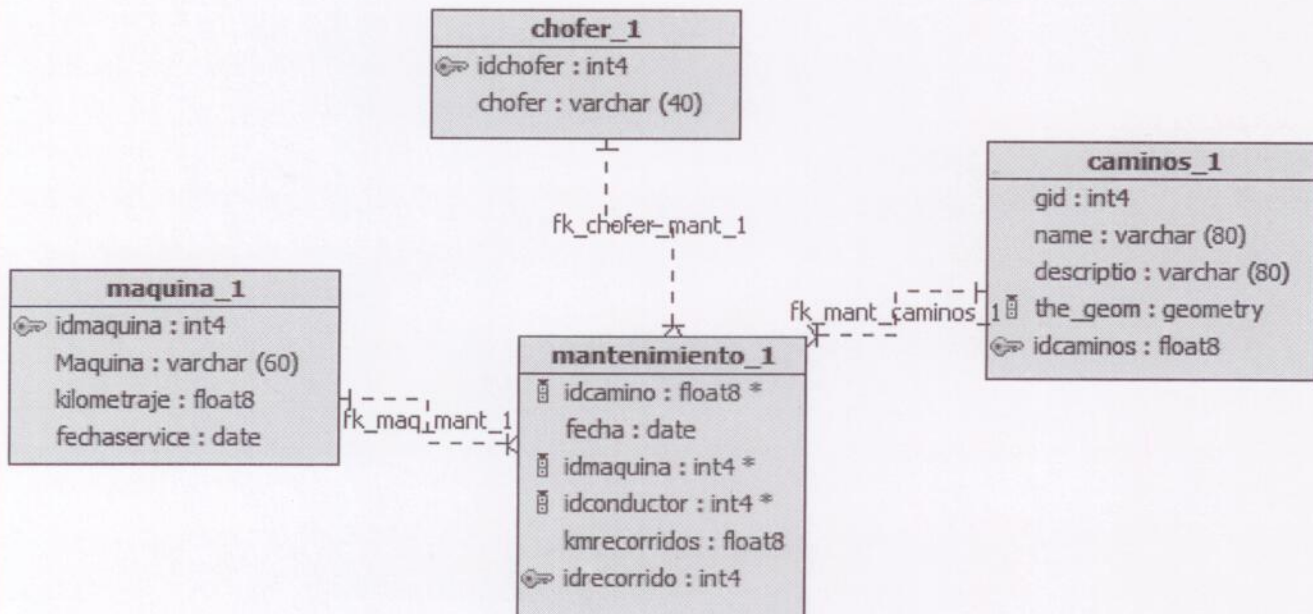 chofer_1
idchofer : int4
chofer : varchar (40)
fk_chofer_mant_1
caminos_1
gid : int4
name : varchar (80)
descriptio : varchar (80)
the_geom : geometry
idcaminos : float8
maquina_1
idmaquina : int4
Maquina : varchar (60)
kilometraje : float8
fechaservice : date
fk_maq_mant_1
fk_mant_caminos_1
mantenimiento_1
idcamino : float8 *
fecha : date
idmaquina : int4 *
idconductor : int4 *
kmrecorridos : float8
idrecorrido : int4